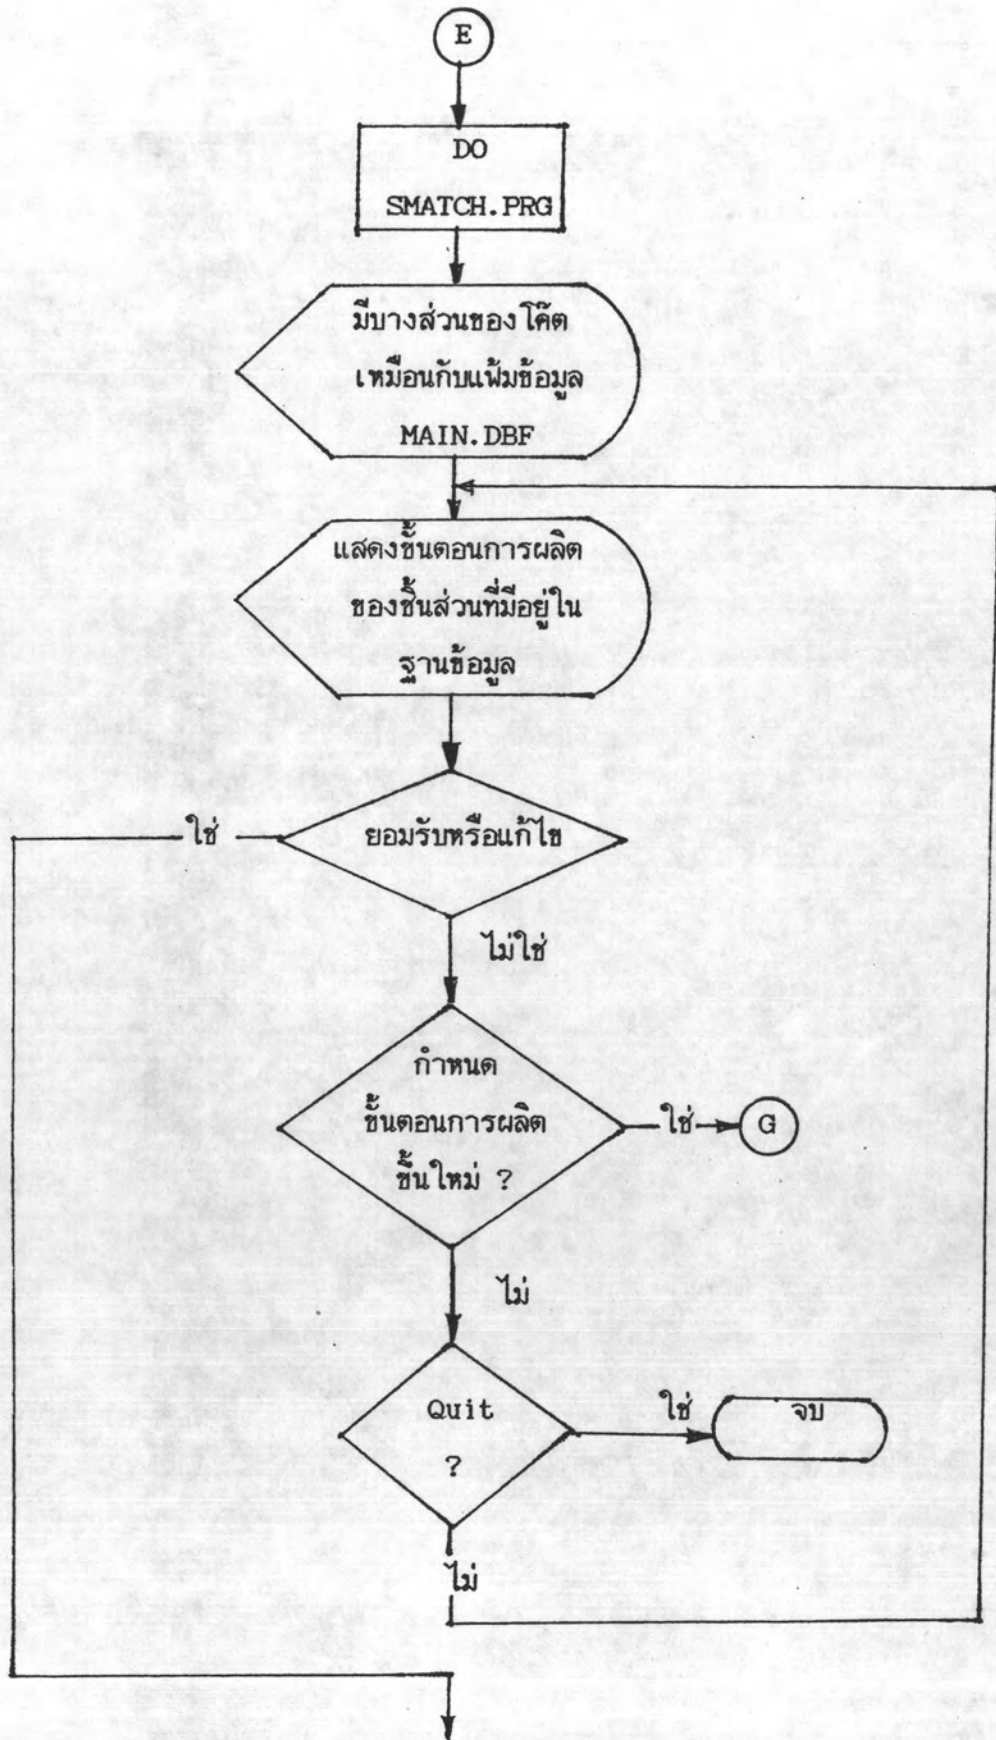 E
DO
SMATCH.PRG
มีบางส่วนของโค๊ต
เหมือนกับแฟ้มข้อมูล
MAIN.DBF
แสดงขั้นตอนการผลิต
ของชิ้นส่วนที่มีอยู่ใน
ฐานข้อมูล
ใช่
ยอมรับหรือแก้ไข
ไม่ใช่
กำหนด
ขั้นตอนการผลิต
ขึ้นใหม่ ?
ใช่
G
ไม่
Quit
?
ใช่
จบ
ไม่